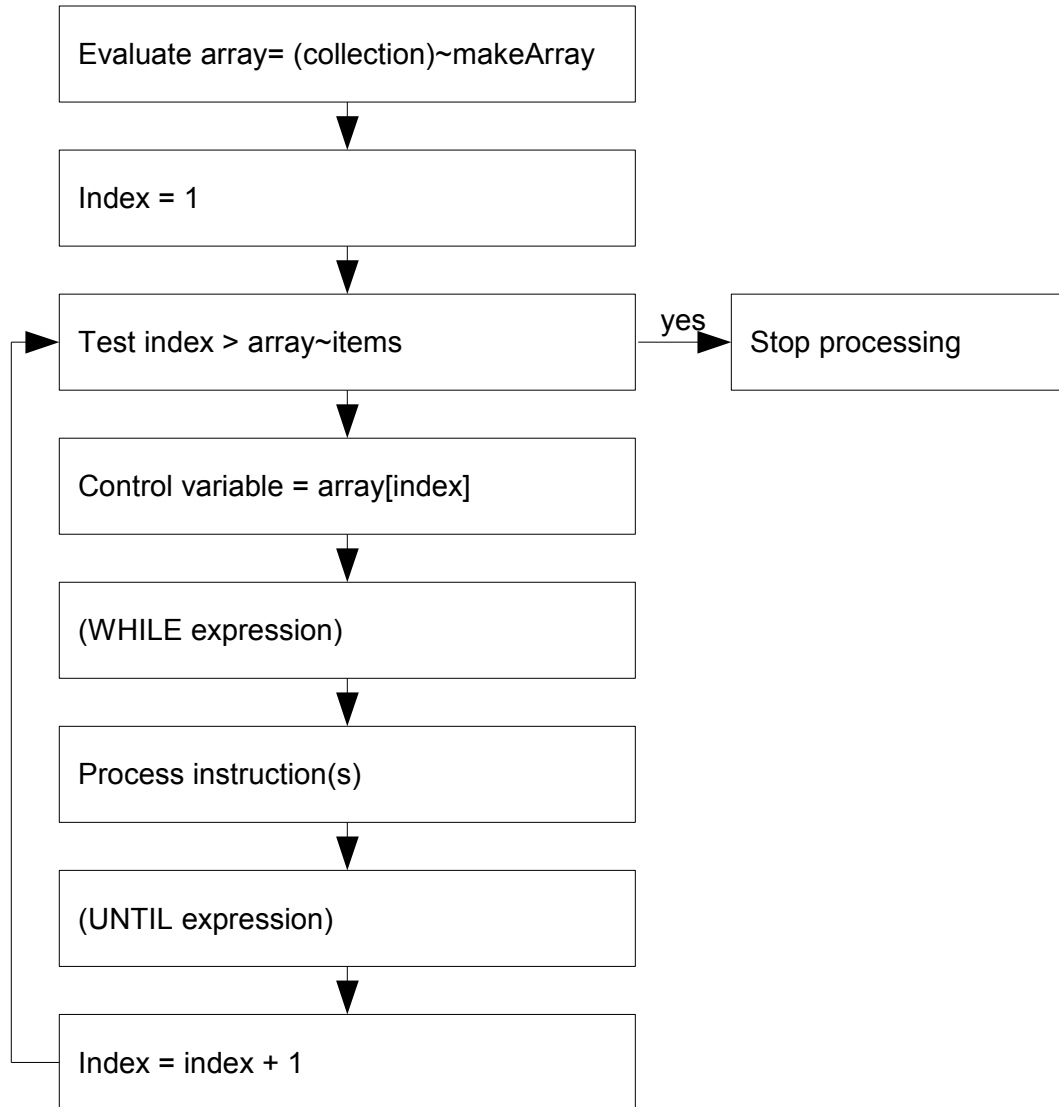 Evaluate array= (collection)~makeArray
Index = 1
Test index > array~items
yes
Stop processing
Control variable = array[index]
(WHILE expression)
Process instruction(s)
(UNTIL expression)
Index = index + 1